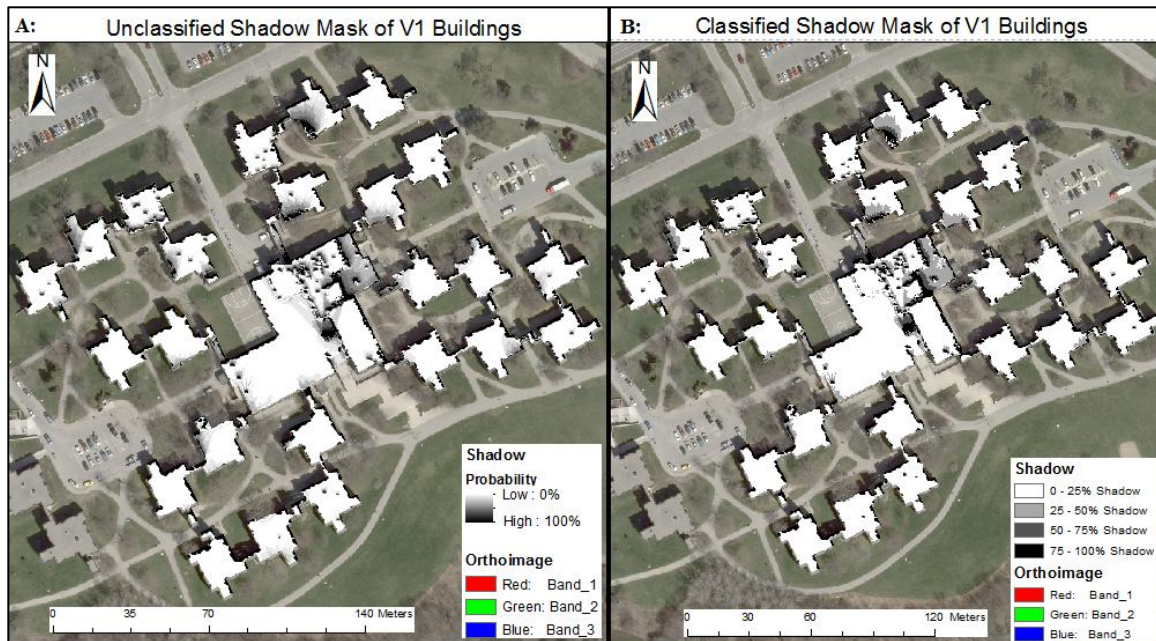 A:
Unclassified Shadow Mask of V1 Buildings
N
Shadow
Probability
Low : 0%
High : 100%
Orthoimage
Red: Band_1
Green: Band_2
Blue: Band_3
0 35 70 140 Meters
B:
Classified Shadow Mask of V1 Buildings
N
Shadow
0 - 25% Shadow
25 - 50% Shadow
50 - 75% Shadow
75 - 100% Shadow
Orthoimage
Red: Band_1
Green: Band_2
Blue: Band_3
0 30 60 120 Meters